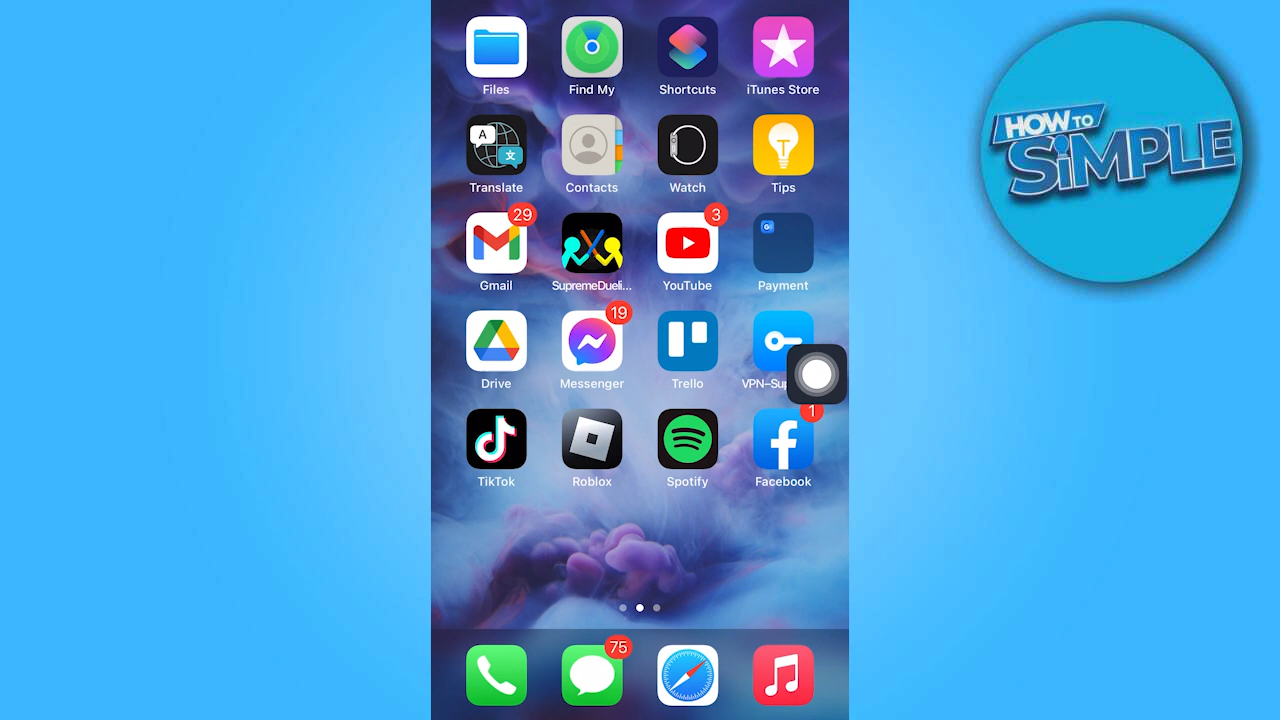 HOW TO
SIMPLE
Files Find My Shortcuts iTunes Store
A 文
Translate Contacts Watch Tips
29 3
Gmail SupremeDueli... YouTube Payment
19
Drive Messenger Trello VPN-Sup
1
TikTok Roblox Spotify Facebook
75